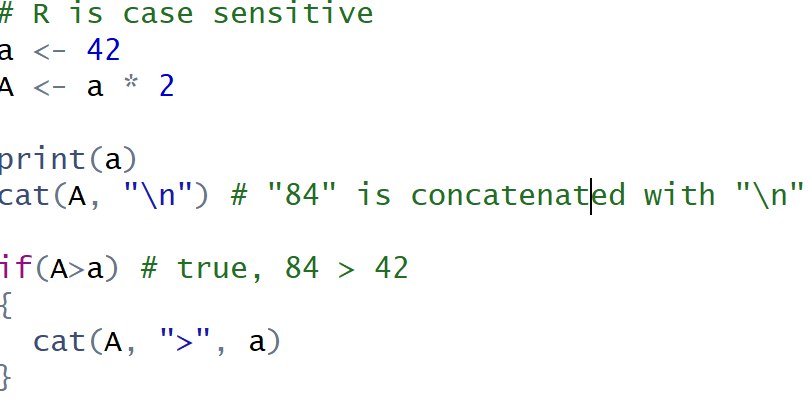 # R is case sensitive
a <- 42
A <- a * 2
print(a)
cat(A, "\n") # "84" is concatenated with "\n"
if(A>a) # true, 84 > 42
{
cat(A, ">", a)
}